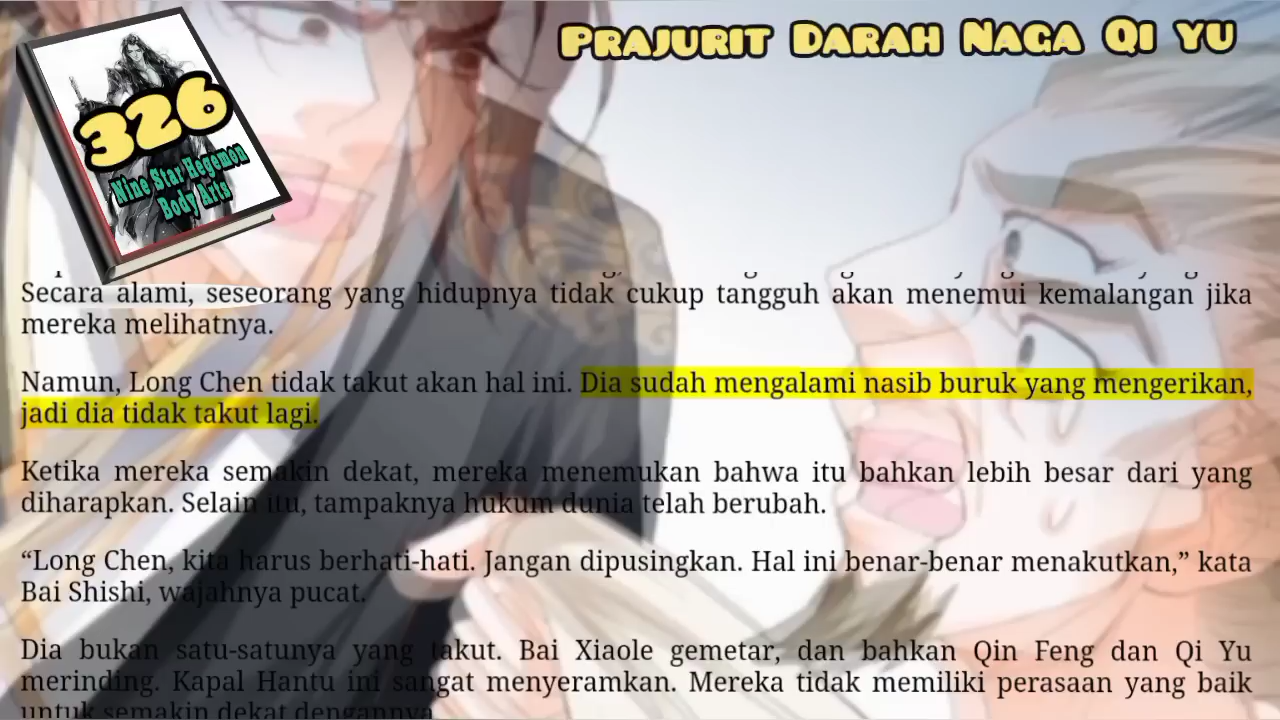 Prajurit Darah Naga Qi Yu
326
Nine Star Hegemon
Body Arts
Secara alami, seseorang yang hidupnya tidak cukup tangguh akan menemui kemalangan jika
mereka melihatnya.
Namun, Long Chen tidak takut akan hal ini. Dia sudah mengalami nasib buruk yang mengerikan,
jadi dia tidak takut lagi.
Ketika mereka semakin dekat, mereka menemukan bahwa itu bahkan lebih besar dari yang
diharapkan. Selain itu, tampaknya hukum dunia telah berubah.
“Long Chen, kita harus berhati-hati. Jangan dipusingkan. Hal ini benar-benar menakutkan,” kata
Bai Shishi, wajahnya pucat.
Dia bukan satu-satunya yang takut. Bai Xiaole gemetar, dan bahkan Qin Feng dan Qi Yu
merinding. Kapal Hantu ini sangat menyeramkan. Mereka tidak memiliki perasaan yang baik
untuk semakin dekat dengannya